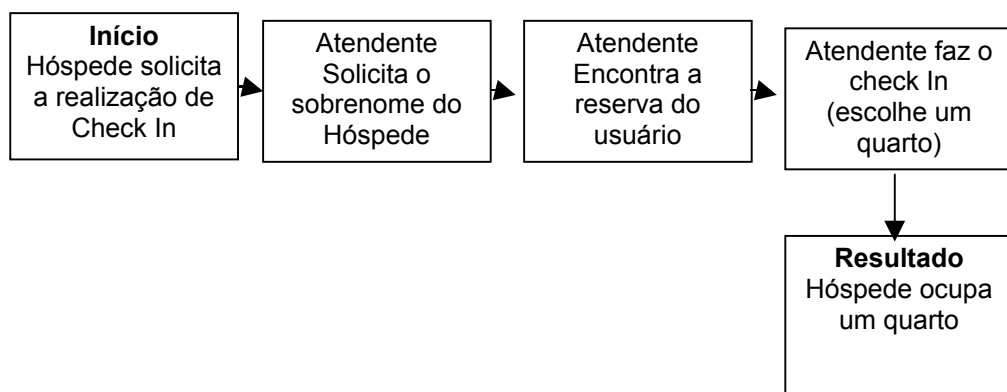 Início
Hóspede solicita
a realização de
Check In
Atendente
Solicita o
sobrenome do
Hóspede
Atendente
Encontra a
reserva do
usuário
Atendente faz o
check In
(escolhe um
quarto)
Resultado
Hóspede ocupa
um quarto